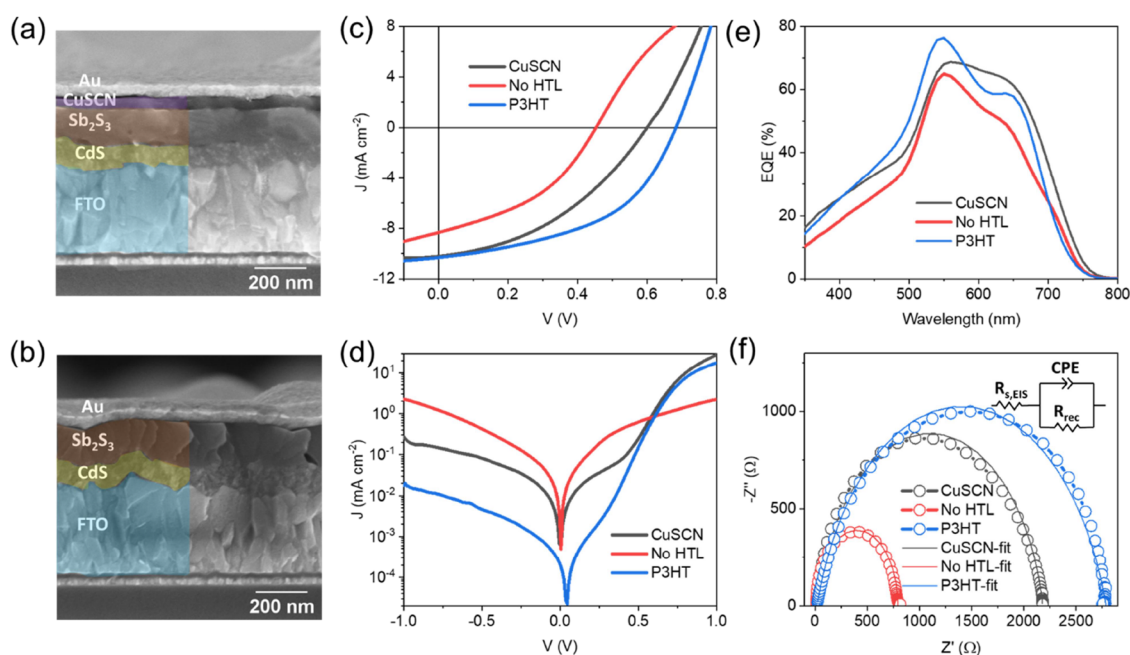 (a)
Au
CuSCN
Sb₂S₃
CdS
FTO
200 nm
(b)
Au
Sb₂S₃
CdS
FTO
200 nm
(c)
8
4
0
-4
-8
-12
J (mA cm⁻²)
CuSCN
No HTL
P3HT
0.0 0.2 0.4 0.6 0.8
V (V)
(d)
10¹
10⁰
10⁻¹
10⁻²
10⁻³
10⁻⁴
J (mA cm⁻²)
CuSCN
No HTL
P3HT
-1.0 -0.5 0.0 0.5 1.0
V (V)
(e)
80
60
40
20
0
EQE (%)
CuSCN
No HTL
P3HT
400 500 600 700 800
Wavelength (nm)
(f)
1000
500
0
-Z'' (Ω)
CPE
Rs,EIS
Rrec
CuSCN
No HTL
P3HT
CuSCN-fit
No HTL-fit
P3HT-fit
0 500 1000 1500 2000 2500
Z' (Ω)